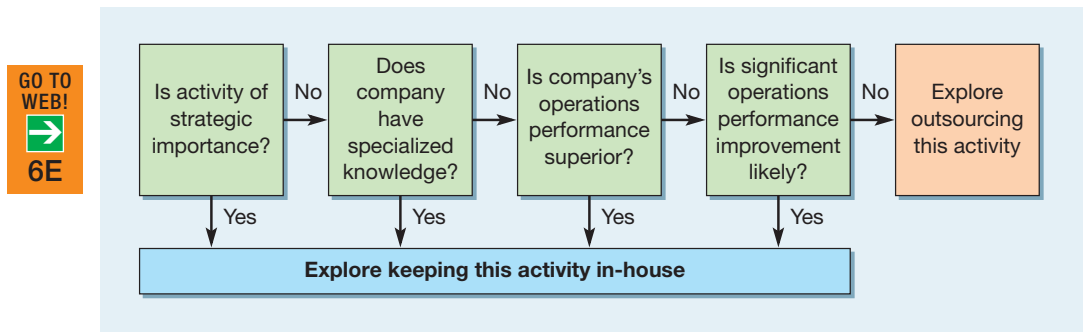 GO TO
WEB!
6E
Is activity of
strategic
importance?
No
Does
company
have
specialized
knowledge?
No
Is company's
operations
performance
superior?
No
Is significant
operations
performance
improvement
likely?
No
Explore
outsourcing
this activity
Yes
Yes
Yes
Yes
Explore keeping this activity in-house